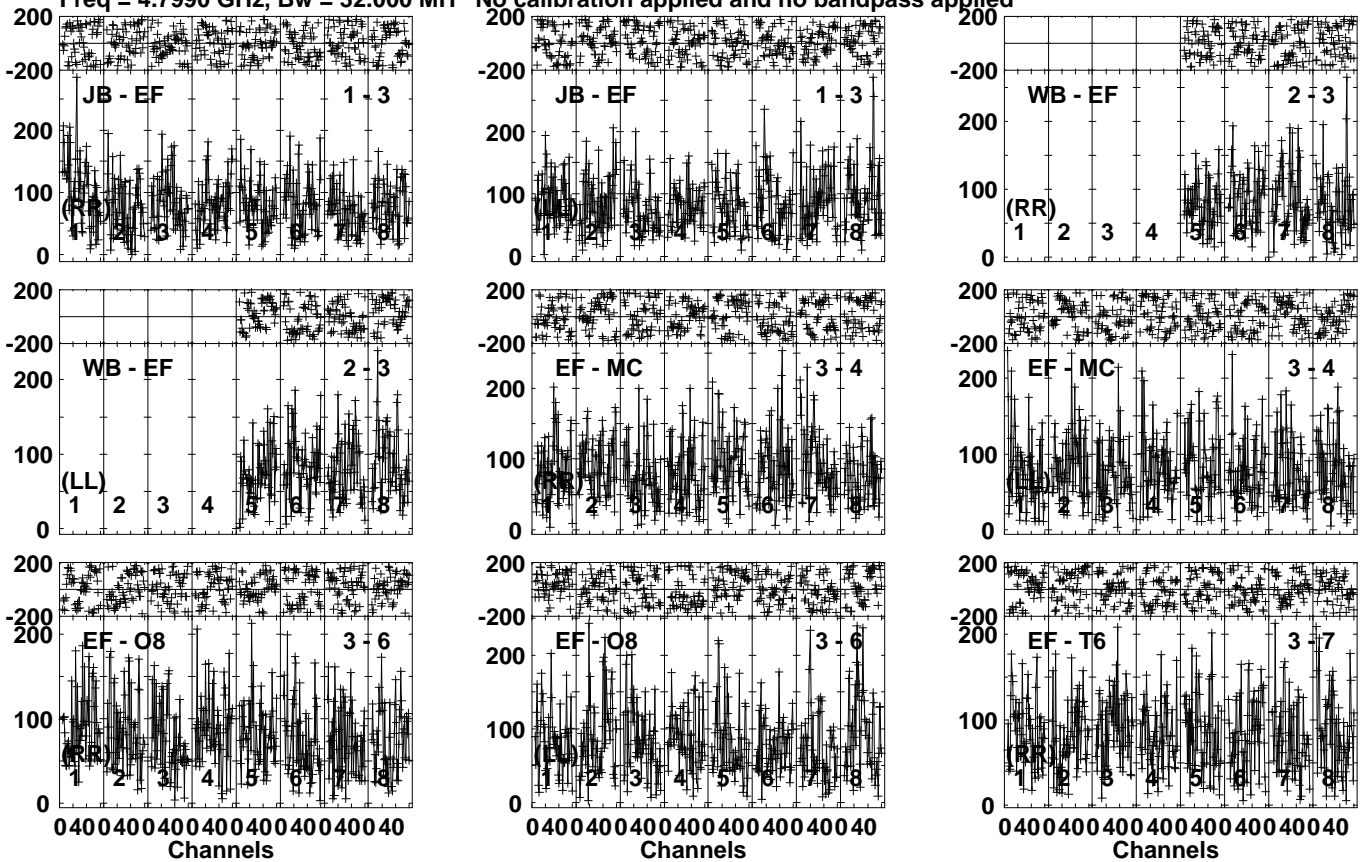 Freq = 4.7990 GHz, Bw = 32.000 MH No calibration applied and no bandpass applied
200 200 200
-200 -200 -200
JB - EF 1 - 3 JB - EF 1 - 3 WB - EF 2 - 3
200 200 200
100 100 100
(RR) (LL) (RR)
1 2 3 4 5 6 7 8 1 2 3 4 5 6 7 8 1 2 3 4 5 6 7 8
0 0 0
200 200 200
-200 -200 -200
WB - EF 2 - 3 EF - MC 3 - 4 EF - MC 3 - 4
200 200 200
100 100 100
(LL) (RR) (LL)
1 2 3 4 5 6 7 8 1 2 3 4 5 6 7 8 1 2 3 4 5 6 7 8
0 0 0
200 200 200
-200 -200 -200
EF - O8 3 - 6 EF - O8 3 - 6 EF - T6 3 - 7
200 200 200
100 100 100
(RR) (LL) (RR)
1 2 3 4 5 6 7 8 1 2 3 4 5 6 7 8 1 2 3 4 5 6 7 8
0 0 0
0 40 0 40 0 40 0 40 0 40 0 40 0 40 0 40 0 40 0 40 0 40 0 40 0 40 0 40 0 40 0 40 0 40 0 40 0 40 0 40 0 40 0 40 0 40 0 40
Channels Channels Channels